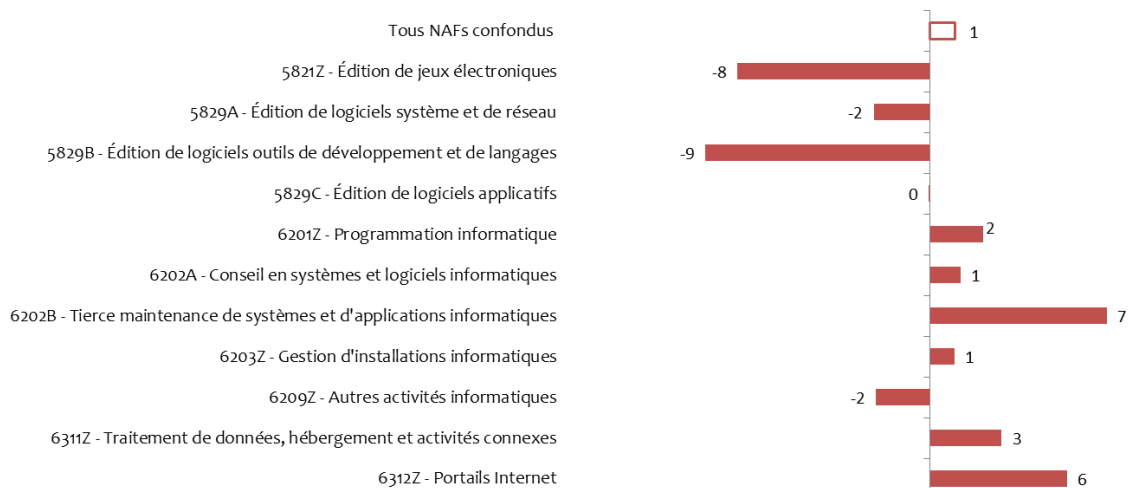 Tous NAFs confondus 1
5821Z - Édition de jeux électroniques -8
5829A - Édition de logiciels système et de réseau -2
5829B - Édition de logiciels outils de développement et de langages -9
5829C - Édition de logiciels applicatifs 0
6201Z - Programmation informatique 2
6202A - Conseil en systèmes et logiciels informatiques 1
6202B - Tierce maintenance de systèmes et d'applications informatiques 7
6203Z - Gestion d'installations informatiques 1
6209Z - Autres activités informatiques -2
6311Z - Traitement de données, hébergement et activités connexes 3
6312Z - Portails Internet 6